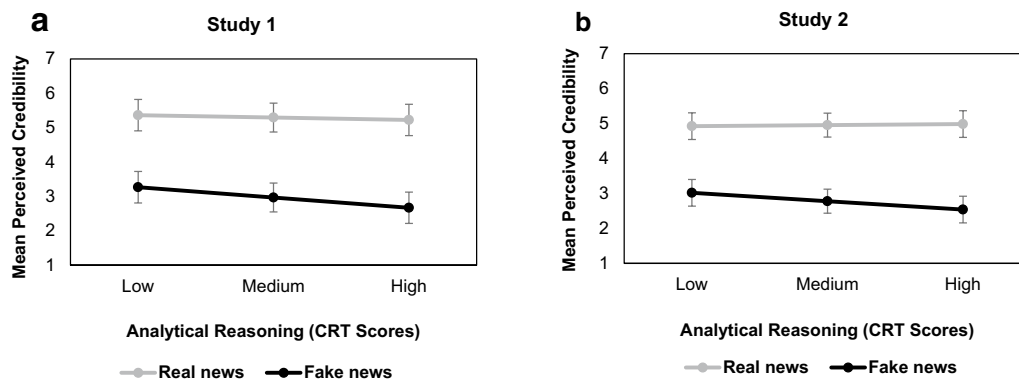 a
Study 1
Mean Perceived Credibility
7
6
5
4
3
2
1
Low Medium High
Analytical Reasoning (CRT Scores)
Real news Fake news
b
Study 2
Mean Perceived Credibility
7
6
5
4
3
2
1
Low Medium High
Analytical Reasoning (CRT Scores)
Real news Fake news